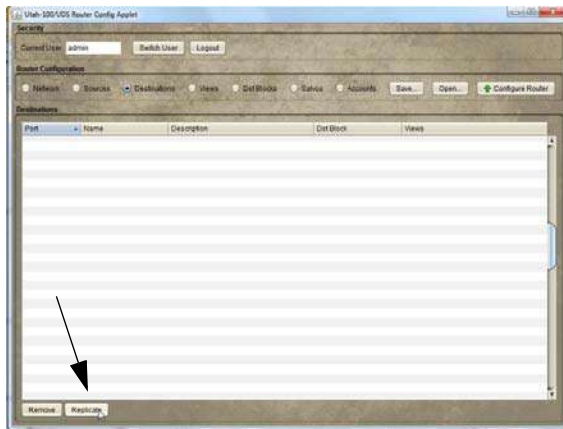 Utah-100/UDS Router Config Applet
Security
Current User admin Switch User Logout
Router Configuration
Network Sources Destinations Views Dst Blocks Salvos Accounts Save... Open... Configure Router
Destinations
Port Name Description Dst Block Views
Remove Replicate